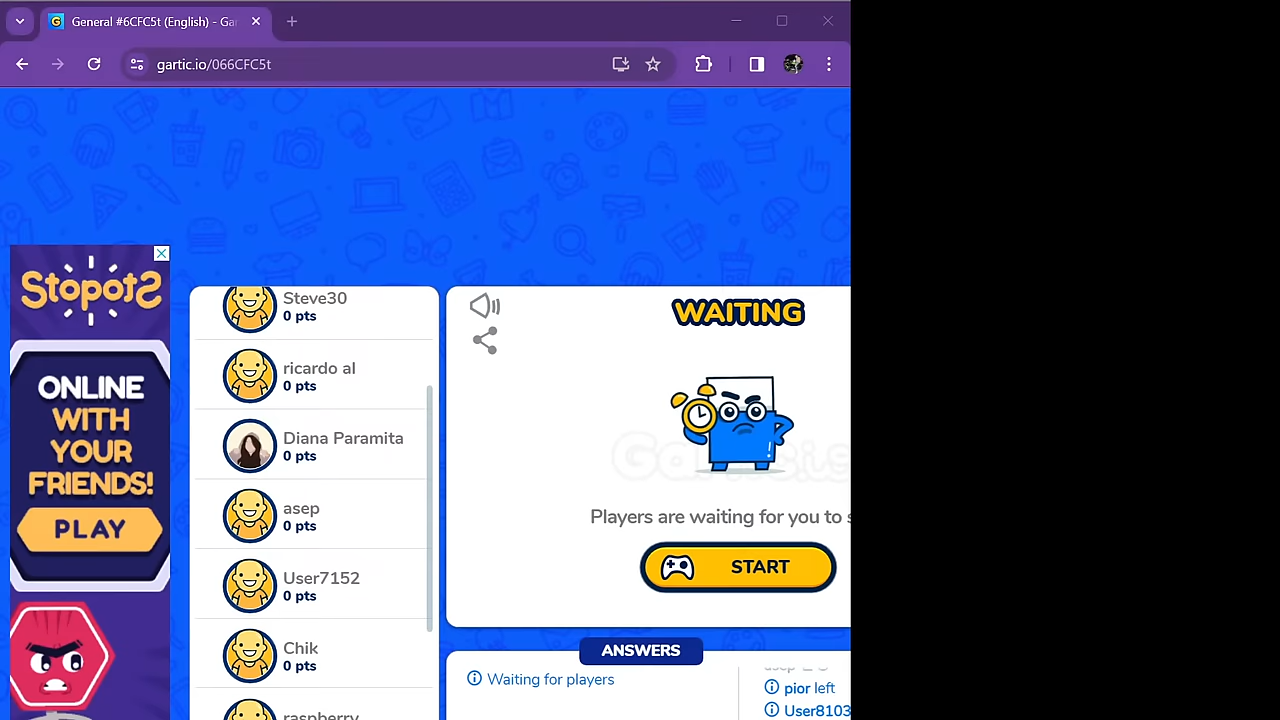 General #6CFC5t (English) - Gar
gartic.io/066CFC5t
StopotS
ONLINE
WITH
YOUR
FRIENDS!
PLAY
Steve30
0 pts
ricardo al
0 pts
Diana Paramita
0 pts
asep
0 pts
User7152
0 pts
Chik
0 pts
raspberry
WAITING
Players are waiting for you to s
START
ANSWERS
Waiting for players
pior left
User8103